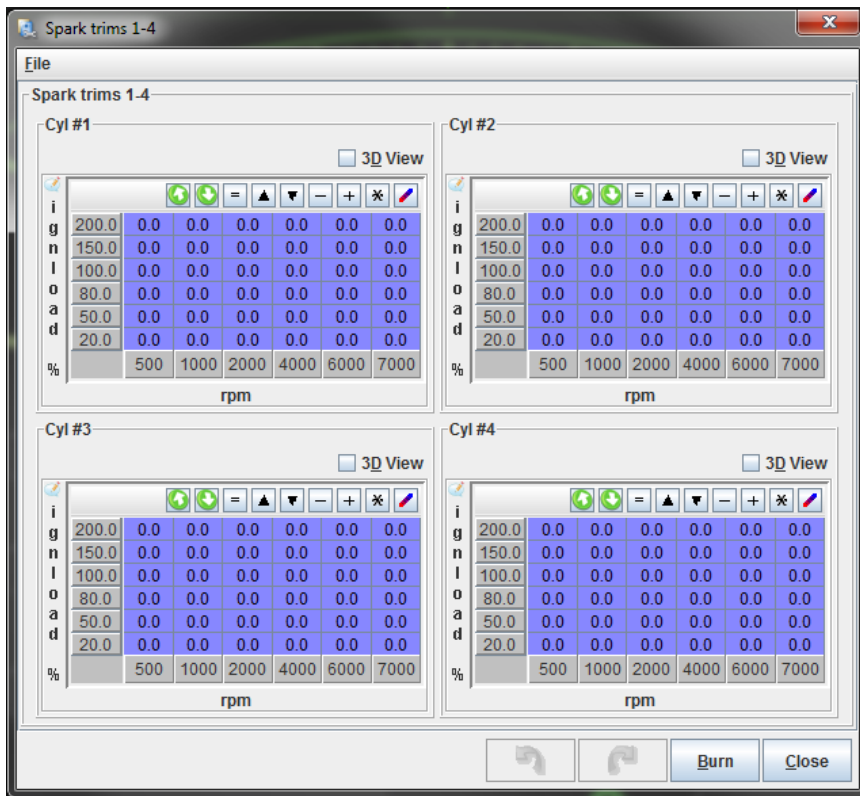 Spark trims 1-4
File
Spark trims 1-4
Cyl #1
3D View
ignload
%
= - + *
200.0 0.0 0.0 0.0 0.0 0.0 0.0
150.0 0.0 0.0 0.0 0.0 0.0 0.0
100.0 0.0 0.0 0.0 0.0 0.0 0.0
80.0 0.0 0.0 0.0 0.0 0.0 0.0
50.0 0.0 0.0 0.0 0.0 0.0 0.0
20.0 0.0 0.0 0.0 0.0 0.0 0.0
500 1000 2000 4000 6000 7000
rpm
Cyl #2
3D View
ignload
%
= - + *
200.0 0.0 0.0 0.0 0.0 0.0 0.0
150.0 0.0 0.0 0.0 0.0 0.0 0.0
100.0 0.0 0.0 0.0 0.0 0.0 0.0
80.0 0.0 0.0 0.0 0.0 0.0 0.0
50.0 0.0 0.0 0.0 0.0 0.0 0.0
20.0 0.0 0.0 0.0 0.0 0.0 0.0
500 1000 2000 4000 6000 7000
rpm
Cyl #3
3D View
ignload
%
= - + *
200.0 0.0 0.0 0.0 0.0 0.0 0.0
150.0 0.0 0.0 0.0 0.0 0.0 0.0
100.0 0.0 0.0 0.0 0.0 0.0 0.0
80.0 0.0 0.0 0.0 0.0 0.0 0.0
50.0 0.0 0.0 0.0 0.0 0.0 0.0
20.0 0.0 0.0 0.0 0.0 0.0 0.0
500 1000 2000 4000 6000 7000
rpm
Cyl #4
3D View
ignload
%
= - + *
200.0 0.0 0.0 0.0 0.0 0.0 0.0
150.0 0.0 0.0 0.0 0.0 0.0 0.0
100.0 0.0 0.0 0.0 0.0 0.0 0.0
80.0 0.0 0.0 0.0 0.0 0.0 0.0
50.0 0.0 0.0 0.0 0.0 0.0 0.0
20.0 0.0 0.0 0.0 0.0 0.0 0.0
500 1000 2000 4000 6000 7000
rpm
Burn
Close